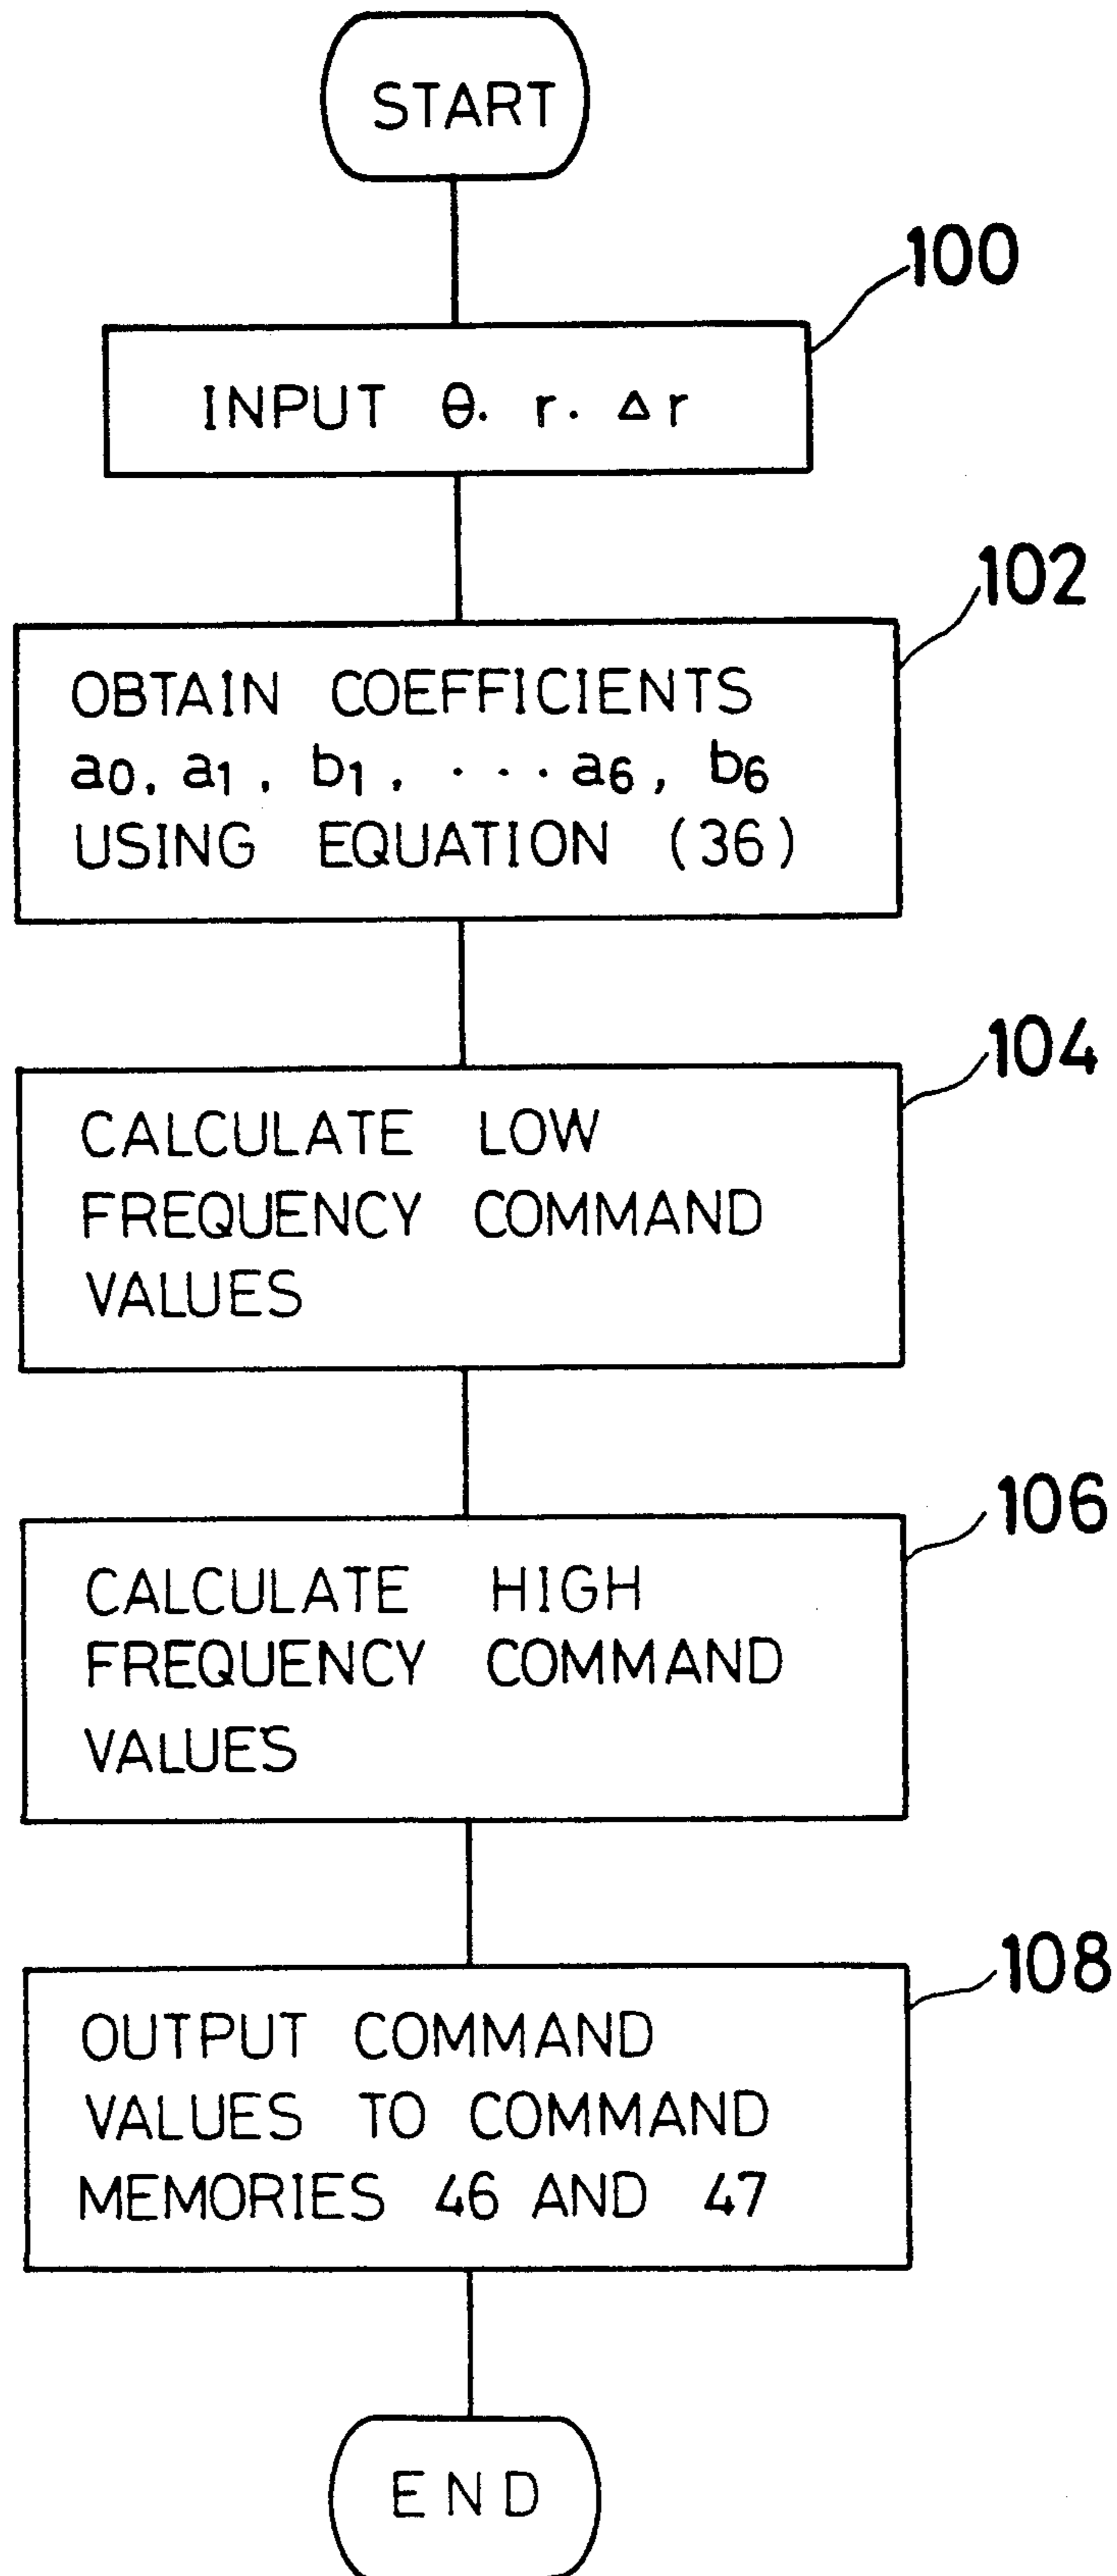 START
100
INPUT θ. r. Δr
102
OBTAIN COEFFICIENTS
a0, a1, b1, ··· a6, b6
USING EQUATION (36)
104
CALCULATE LOW
FREQUENCY COMMAND
VALUES
106
CALCULATE HIGH
FREQUENCY COMMAND
VALUES
108
OUTPUT COMMAND
VALUES TO COMMAND
MEMORIES 46 AND 47
END